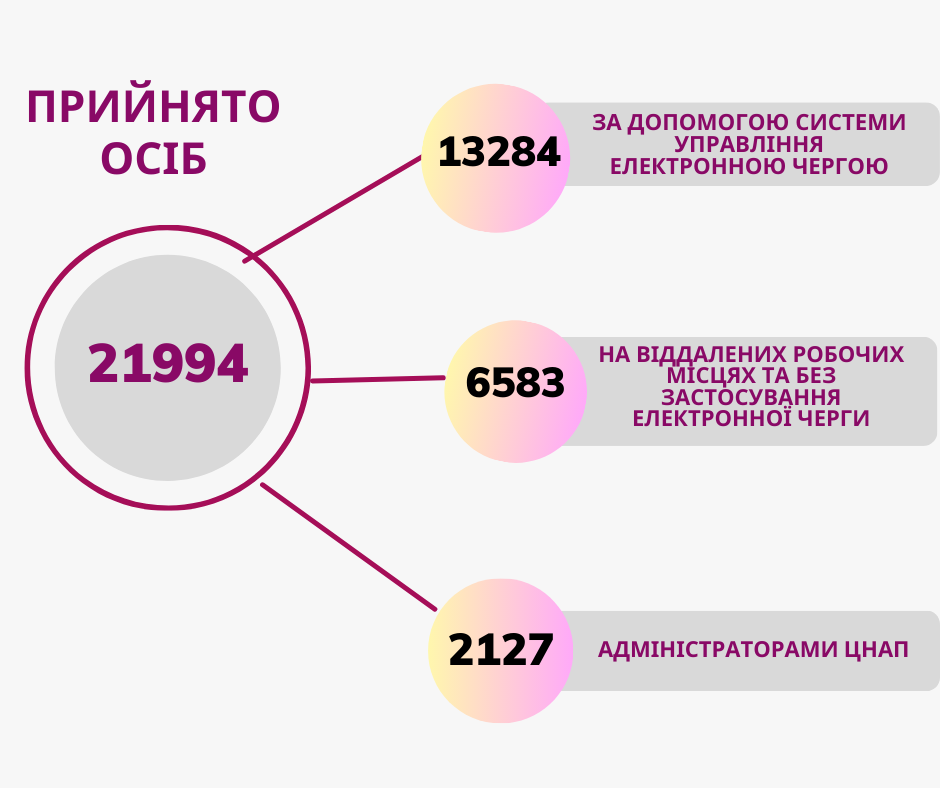 ПРИЙНЯТО
ОСІБ
21994
13284
ЗА ДОПОМОГОЮ СИСТЕМИ
УПРАВЛІННЯ
ЕЛЕКТРОННОЮ ЧЕРГОЮ
6583
НА ВІДДАЛЕНИХ РОБОЧИХ
МІСЦЯХ ТА БЕЗ
ЗАСТОСУВАННЯ
ЕЛЕКТРОННОЇ ЧЕРГИ
2127
АДМІНІСТРАТОРАМИ ЦНАП